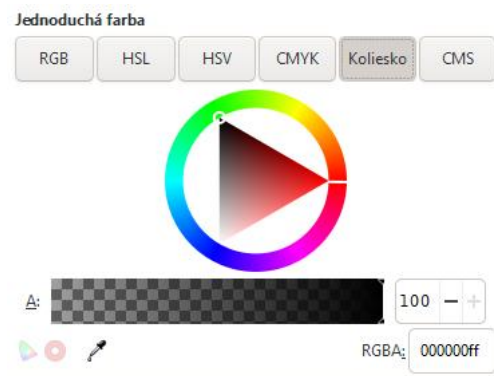 Jednoduchá farba
RGB HSL HSV CMYK Koliesko CMS
A: 100 − +
RGBA: 000000ff